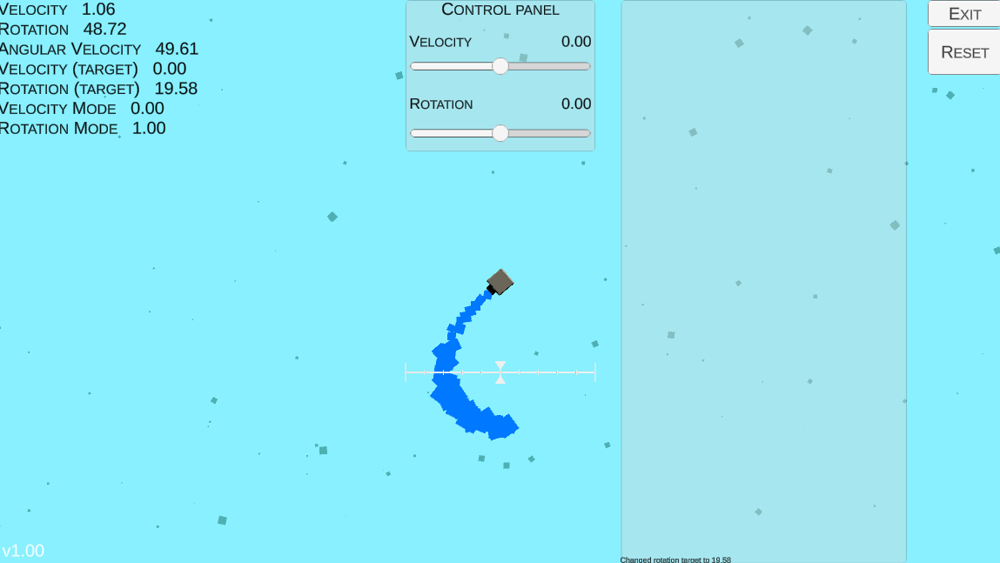 Velocity 1.06
Rotation 48.72
Angular Velocity 49.61
Velocity (target) 0.00
Rotation (target) 19.58
Velocity Mode 0.00
Rotation Mode 1.00
Control panel
Velocity 0.00
Rotation 0.00
Exit
Reset
v1.00
Changed rotation target to 19.58